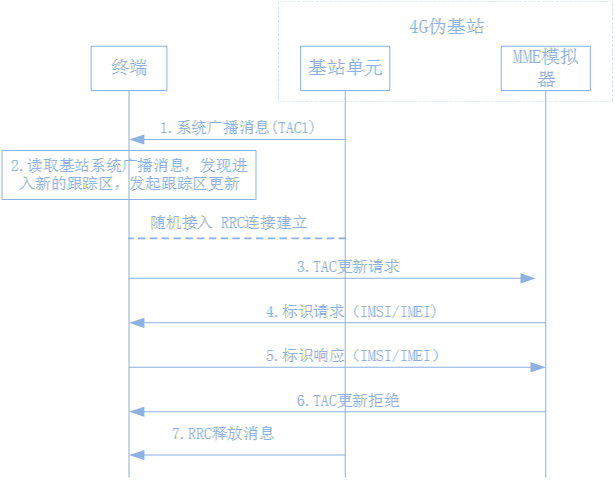 4G伪基站
终端
基站单元
MME模拟
器
1.系统广播消息(TAC1)
2.读取基站系统广播消息，发现进
入新的跟踪区，发起跟踪区更新
随机接入 RRC连接建立
3.TAC更新请求
4.标识请求（IMSI/IMEI)
5.标识响应（IMSI/IMEI）
6.TAC更新拒绝
7.RRC释放消息